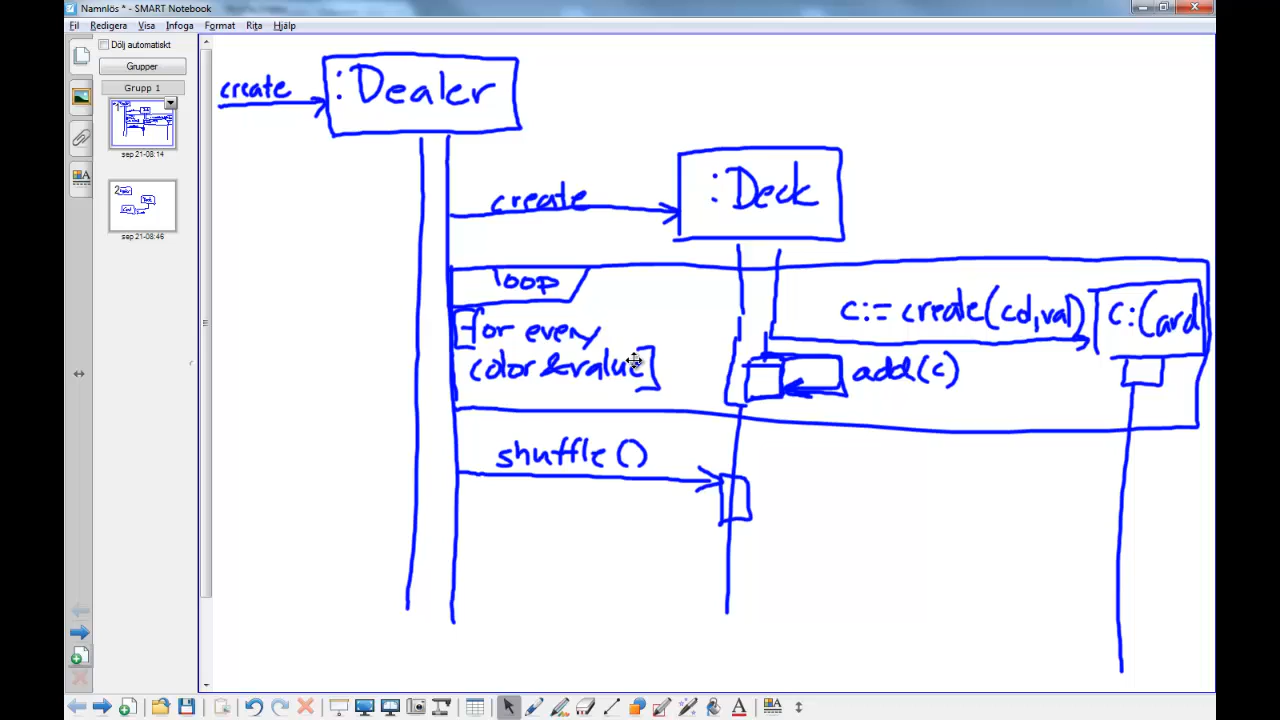 Namnlös * - SMART Notebook
Fil Redigera Visa Infoga Format Rita Hjälp
Dölj automatiskt
Grupper
Grupp 1
sep 21-08:14
sep 21-08:46
create
:Dealer
create
:Deck
loop
[for every
color & value]
c:= create(cd,val)
c:Card
add(c)
shuffle()